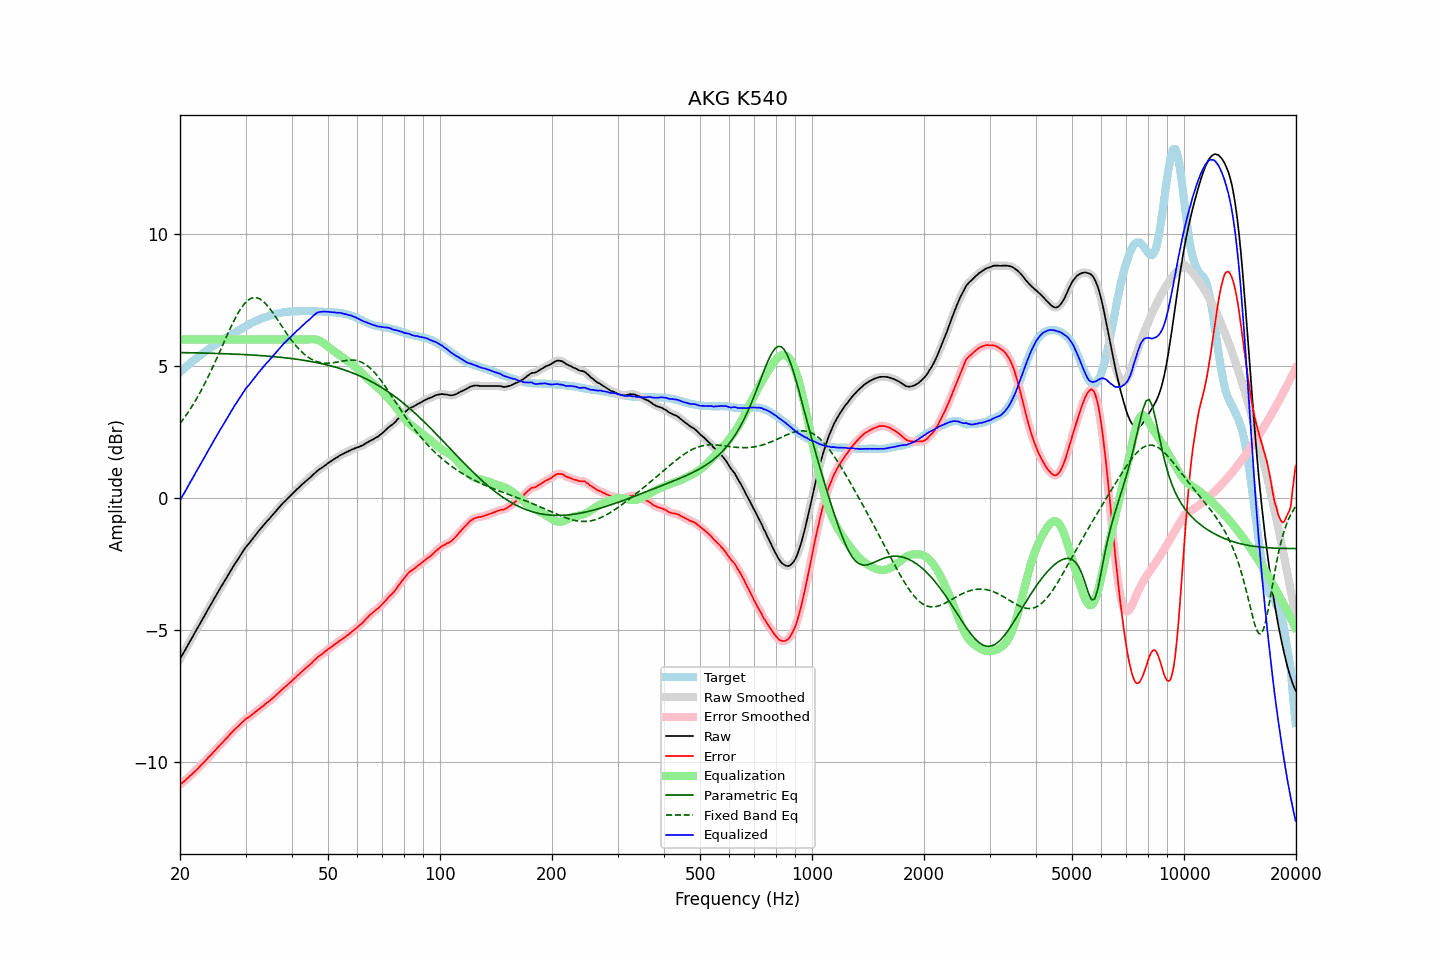 AKG K540
Amplitude (dBr)
10
5
0
−5
−10
Target
Raw Smoothed
Error Smoothed
Raw
Error
Equalization
Parametric Eq
Fixed Band Eq
Equalized
20 50 100 200 500 1000 2000 5000 10000 20000
Frequency (Hz)